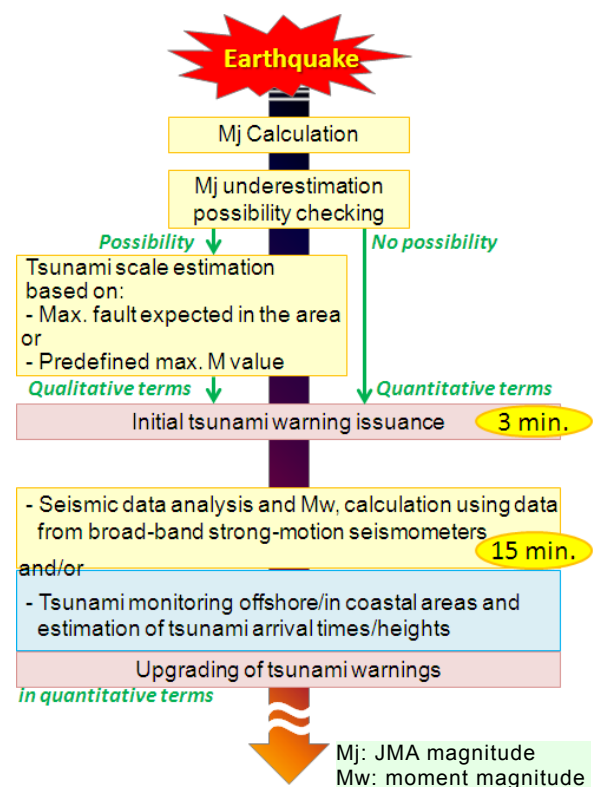 Earthquake
Mj Calculation
Mj underestimation
possibility checking
Possibility
No possibility
Tsunami scale estimation
based on:
- Max. fault expected in the area
or
- Predefined max. M value
Qualitative terms
Quantitative terms
Initial tsunami warning issuance
3 min.
- Seismic data analysis and Mw, calculation using data
from broad-band strong-motion seismometers
15 min.
and/or
- Tsunami monitoring offshore/in coastal areas and
estimation of tsunami arrival times/heights
Upgrading of tsunami warnings
in quantitative terms
Mj: JMA magnitude
Mw: moment magnitude